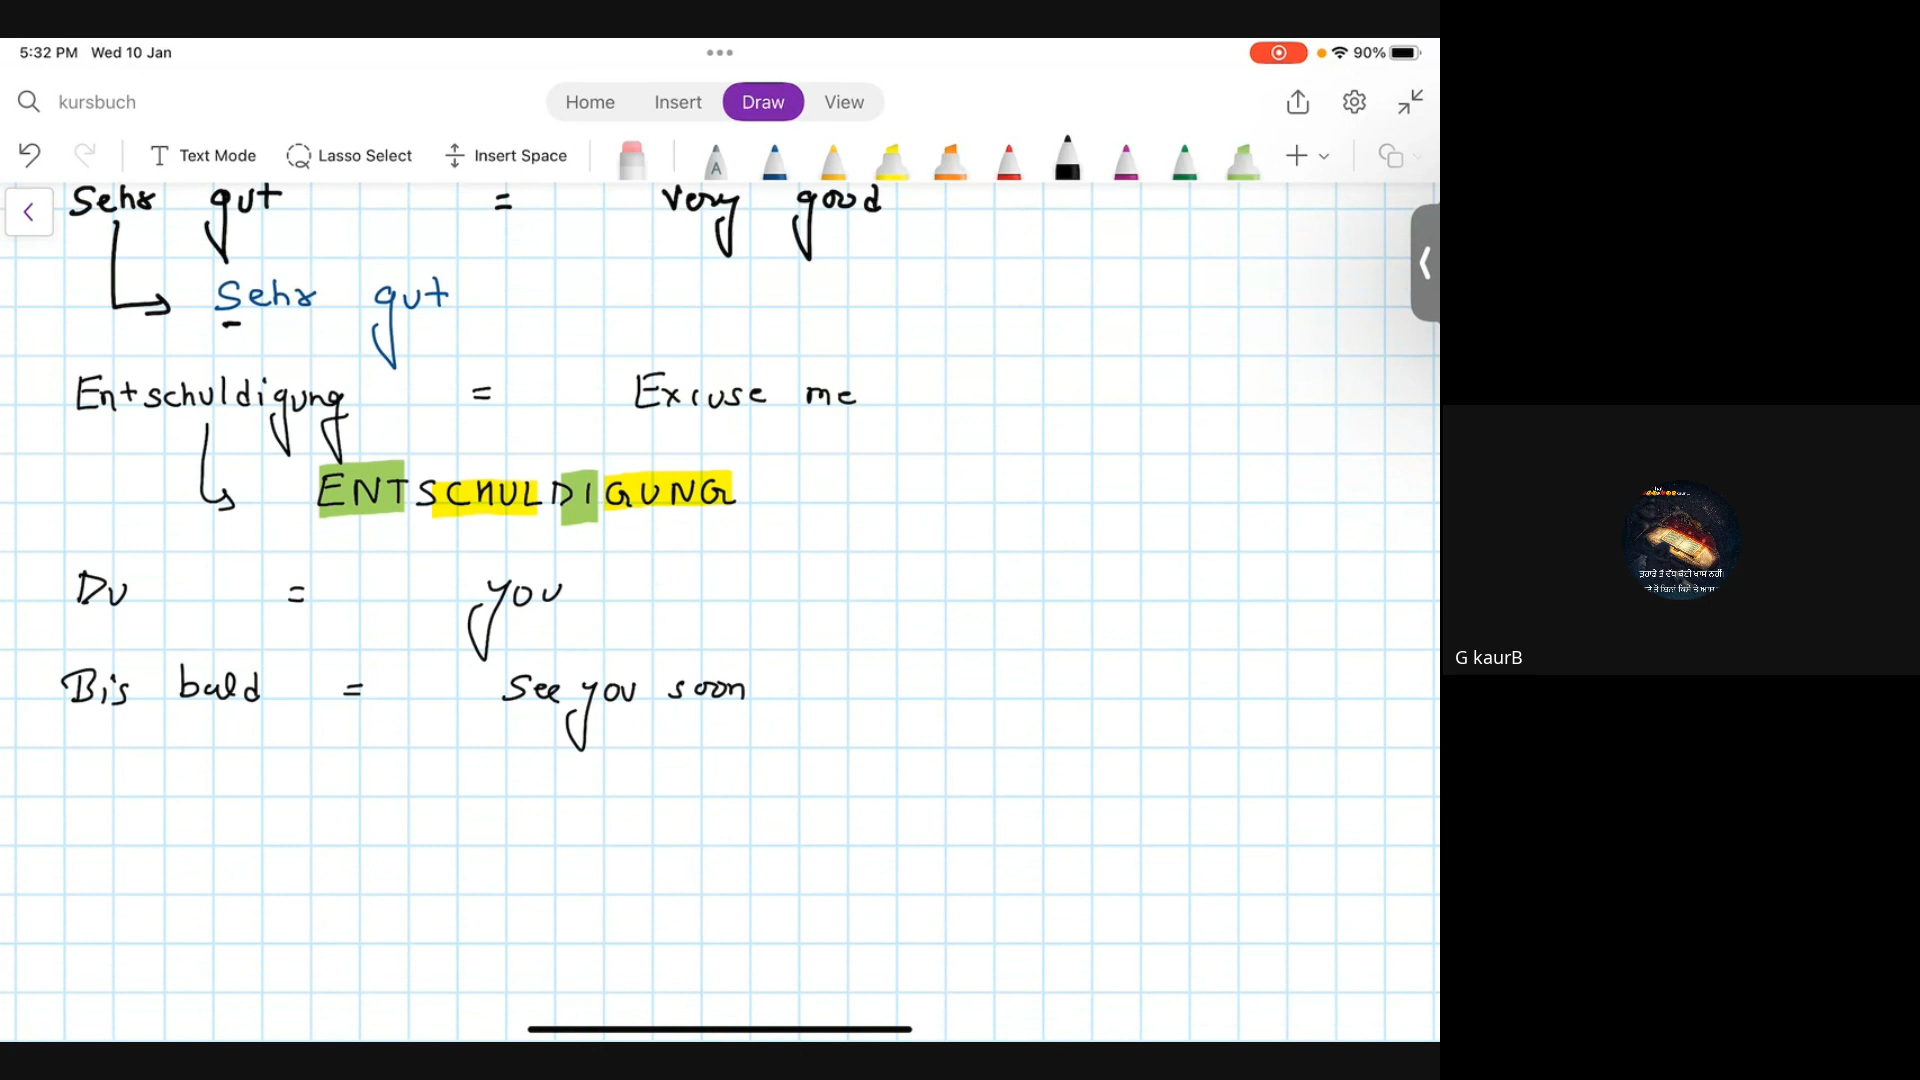 5:32 PM Wed 10 Jan
90%
kursbuch
Home Insert Draw View
Text Mode Lasso Select Insert Space
A
Sehr gut = very good
Sehr gut
Entschuldigung = Excuse me
ENTSCHULDIGUNG
Du = you
Bis bald = See you soon
G kaurB